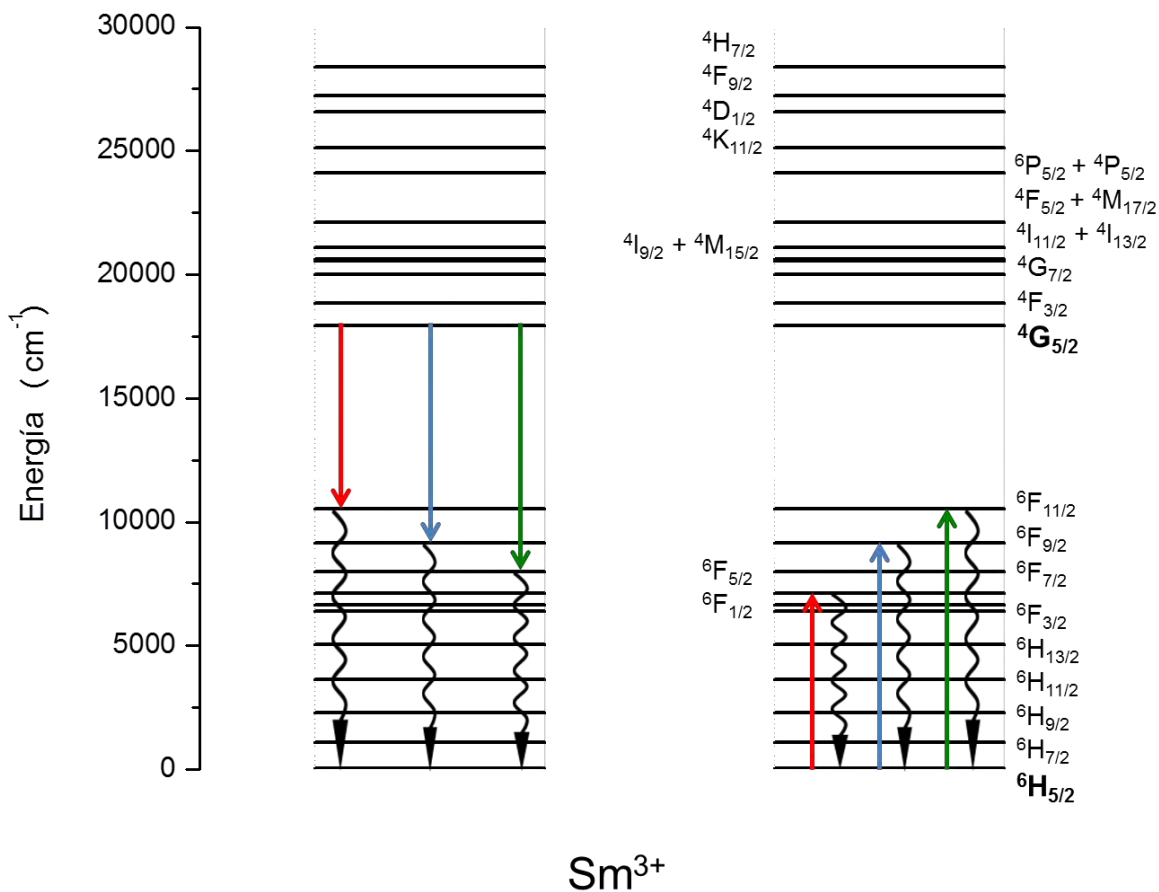 30000
25000
20000
15000
10000
5000
0
Energía (cm⁻¹)
⁴H₇/₂
⁴F₉/₂
⁴D₁/₂
⁴K₁₁/₂
⁶P₅/₂ + ⁴P₅/₂
⁴F₅/₂ + ⁴M₁₇/₂
⁴I₁₁/₂ + ⁴I₁₃/₂
⁴I₉/₂ + ⁴M₁₅/₂
⁴G₇/₂
⁴F₃/₂
⁴G₅/₂
⁶F₁₁/₂
⁶F₉/₂
⁶F₅/₂
⁶F₇/₂
⁶F₁/₂
⁶F₃/₂
⁶H₁₃/₂
⁶H₁₁/₂
⁶H₉/₂
⁶H₇/₂
⁶H₅/₂
Sm³⁺